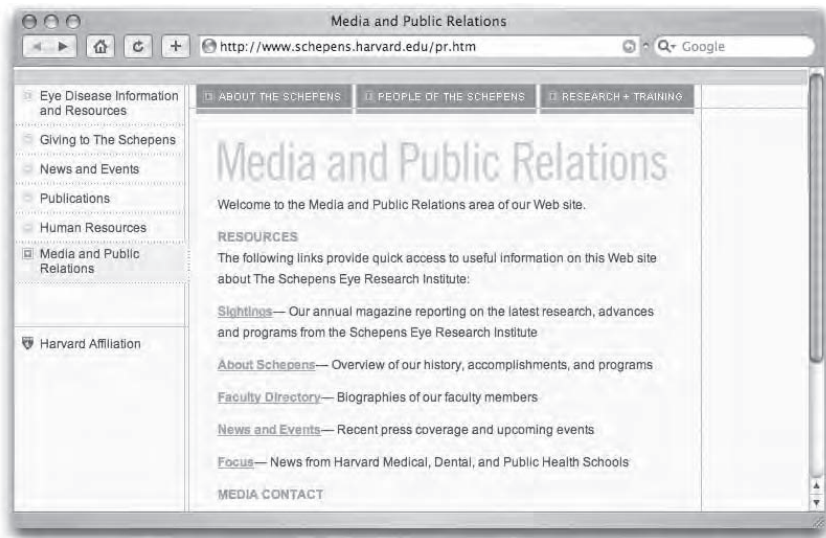 Media and Public Relations
http://www.schepens.harvard.edu/pr.htm
Google
Eye Disease Information
and Resources
Giving to The Schepens
News and Events
Publications
Human Resources
Media and Public
Relations
Harvard Affiliation
ABOUT THE SCHEPENS
PEOPLE OF THE SCHEPENS
RESEARCH + TRAINING
Media and Public Relations
Welcome to the Media and Public Relations area of our Web site.
RESOURCES
The following links provide quick access to useful information on this Web site
about The Schepens Eye Research Institute:
Sightings— Our annual magazine reporting on the latest research, advances
and programs from the Schepens Eye Research Institute
About Schepens— Overview of our history, accomplishments, and programs
Faculty Directory— Biographies of our faculty members
News and Events— Recent press coverage and upcoming events
Focus— News from Harvard Medical, Dental, and Public Health Schools
MEDIA CONTACT